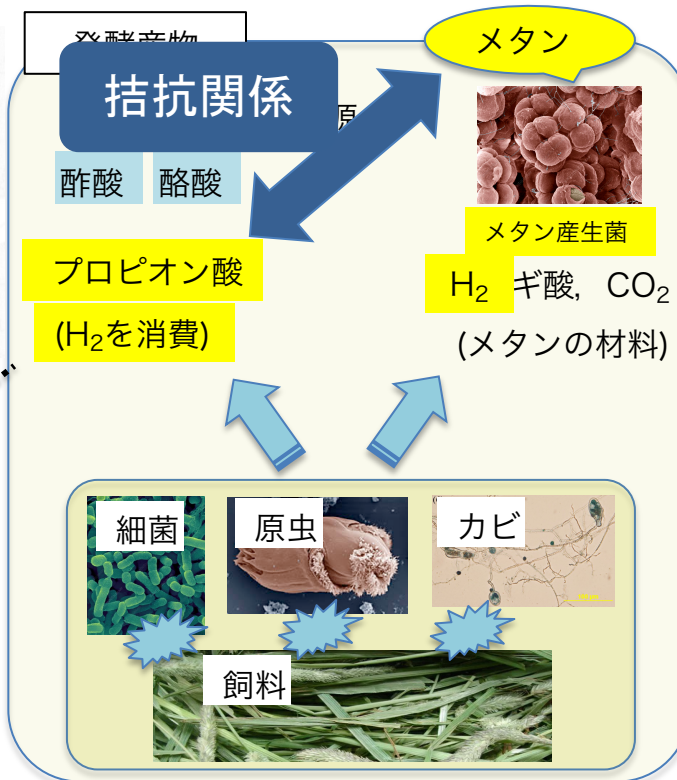 発酵産物
メタン
拮抗関係
源
酢酸 酪酸
メタン産生菌
プロピオン酸
H₂ ギ酸, CO₂
(H₂を消費)
(メタンの材料)
細菌
原虫
カビ
飼料